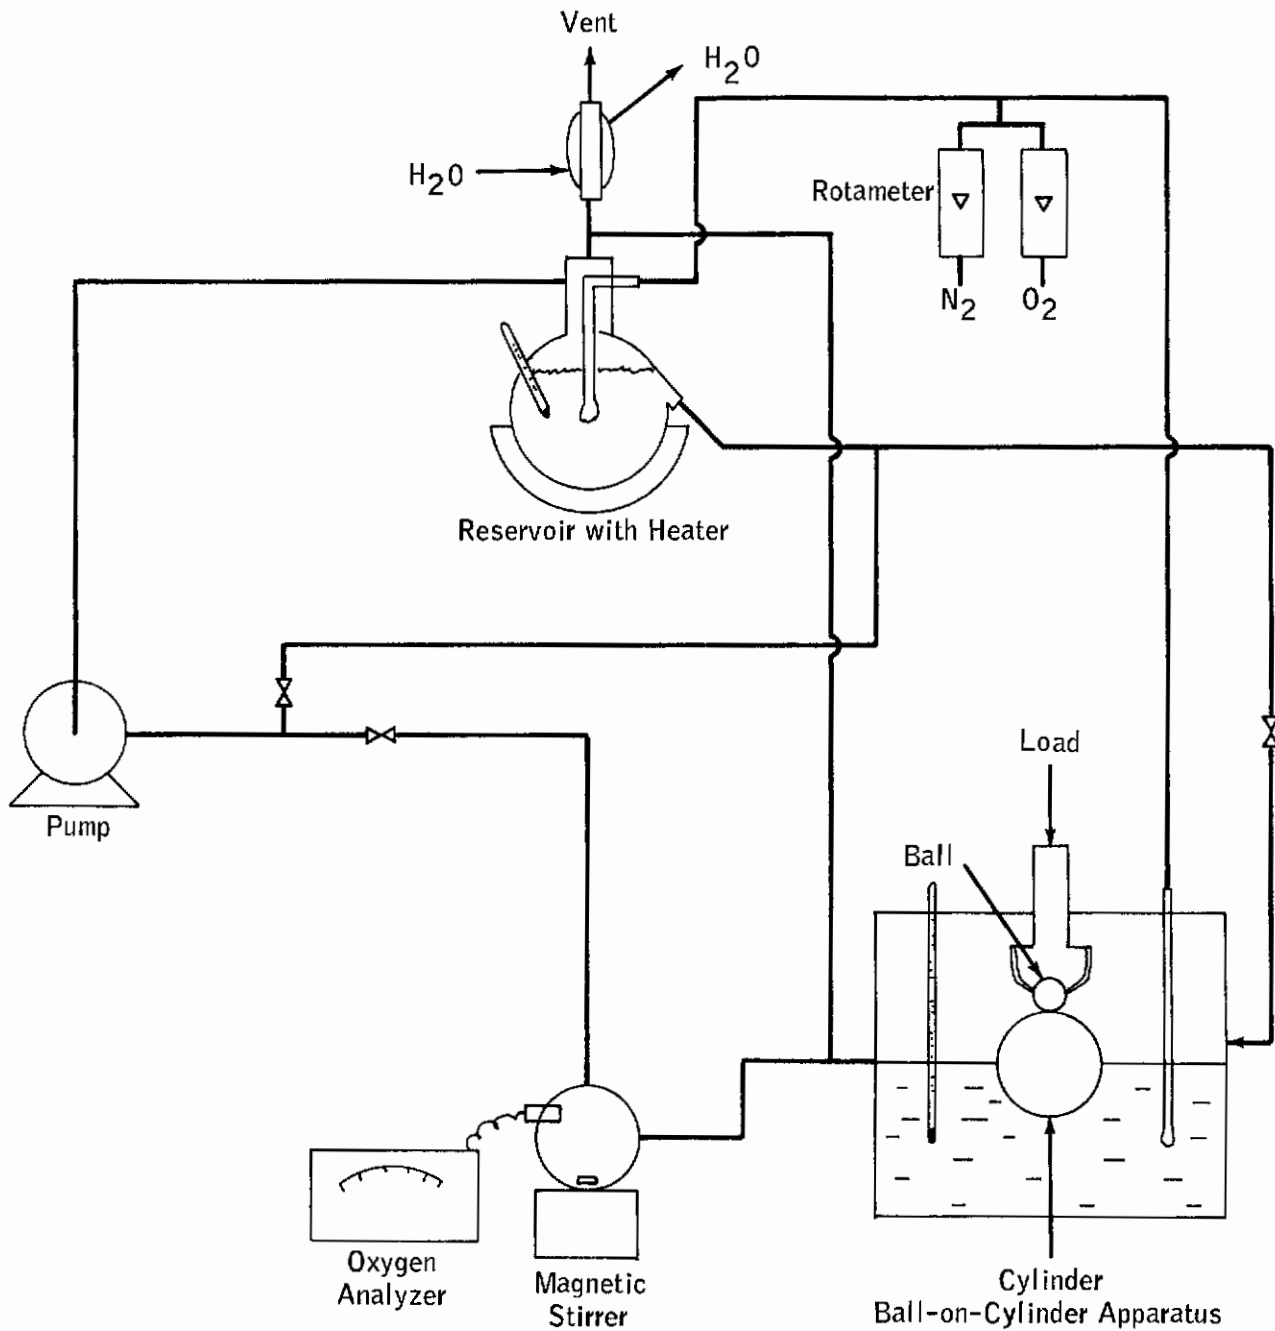 Vent
H2O
H2O
Rotameter
N2
O2
Reservoir with Heater
Load
Pump
Ball
Oxygen
Analyzer
Magnetic
Stirrer
Cylinder
Ball-on-Cylinder Apparatus